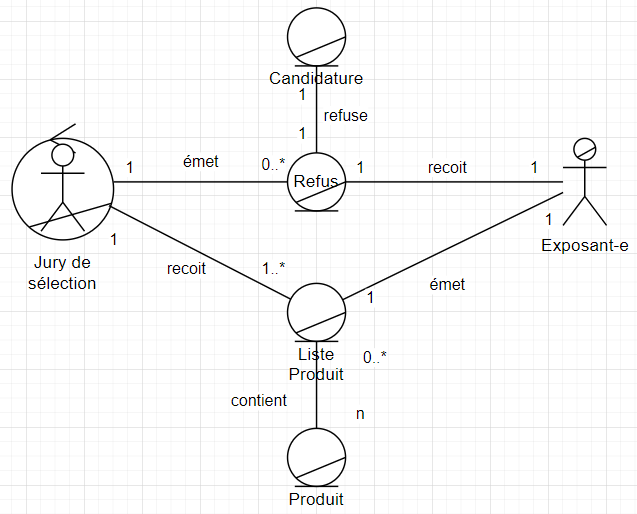 Candidature
1
refuse
1
1
émet
0..*
Refus
1
recoit
1
Exposant-e
1
1
Jury de
sélection
recoit
1..*
émet
1
Liste
Produit
0..*
contient
n
Produit